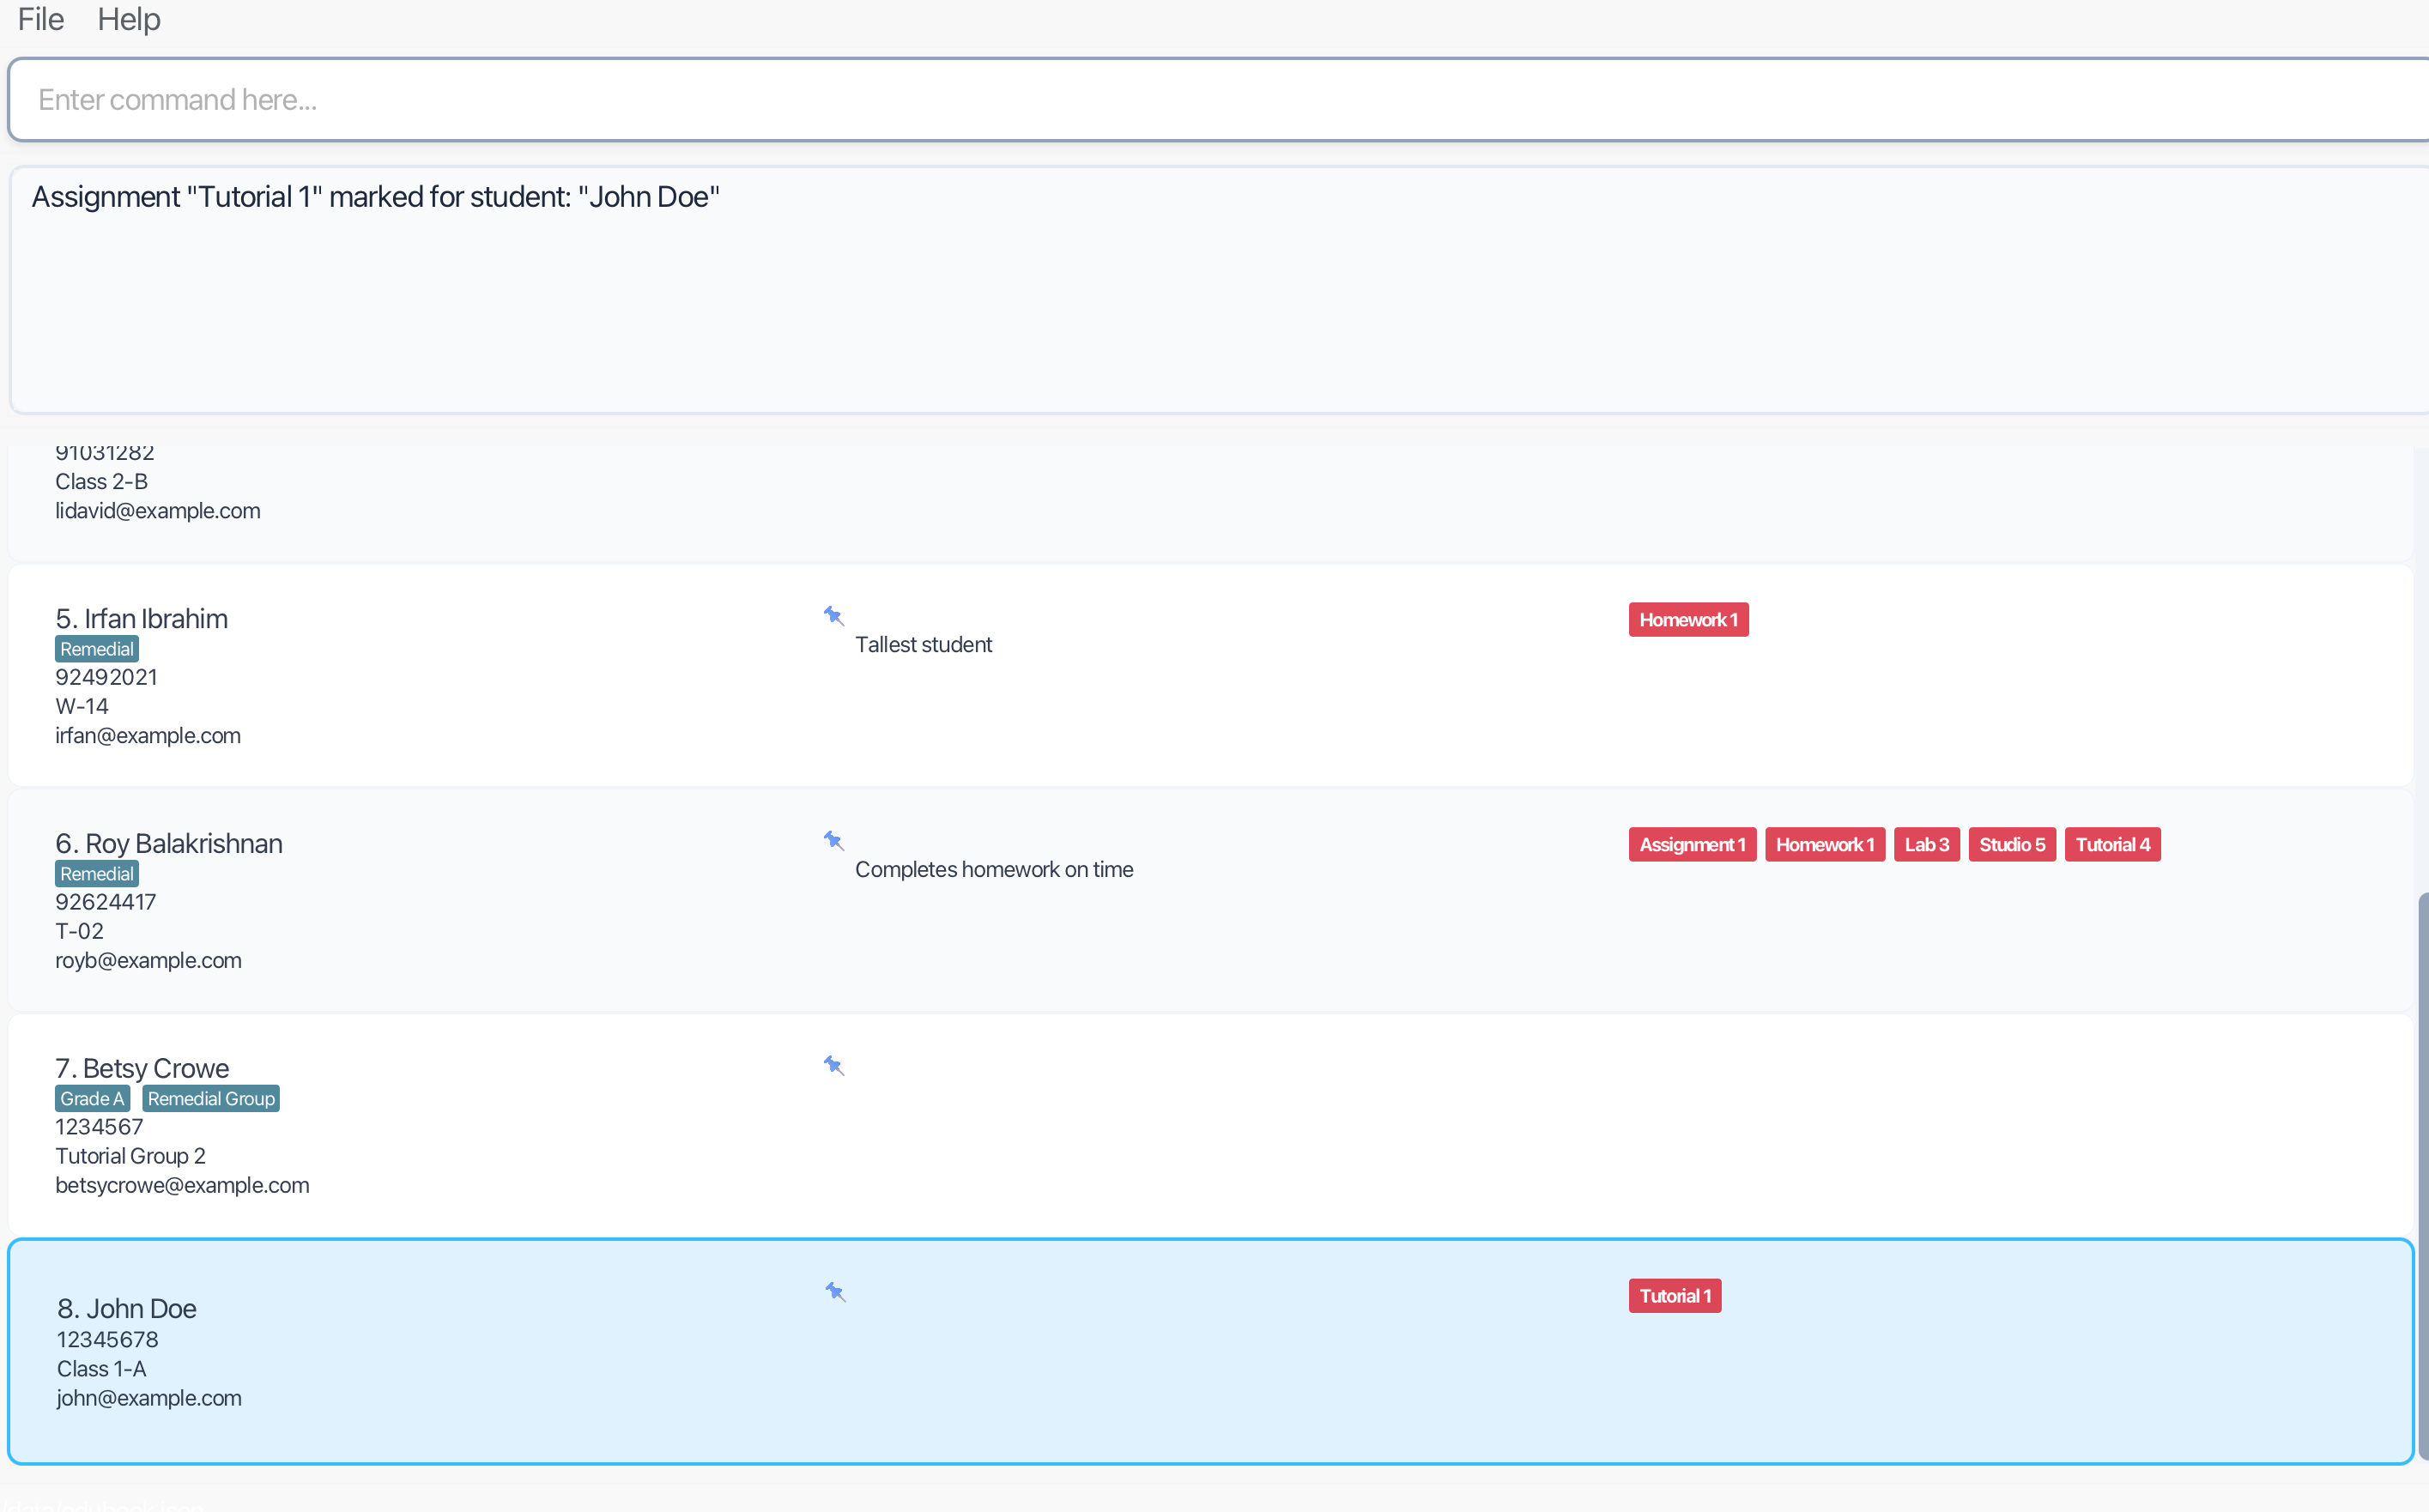 File Help
Enter command here...
Assignment "Tutorial 1" marked for student: "John Doe"
91031282
Class 2-B
lidavid@example.com
5. Irfan Ibrahim
Remedial
92492021
W-14
irfan@example.com
Tallest student
Homework 1
6. Roy Balakrishnan
Remedial
92624417
T-02
royb@example.com
Completes homework on time
Assignment 1 Homework 1 Lab 3 Studio 5 Tutorial 4
7. Betsy Crowe
Grade A Remedial Group
1234567
Tutorial Group 2
betsycrowe@example.com
8. John Doe
12345678
Class 1-A
john@example.com
Tutorial 1